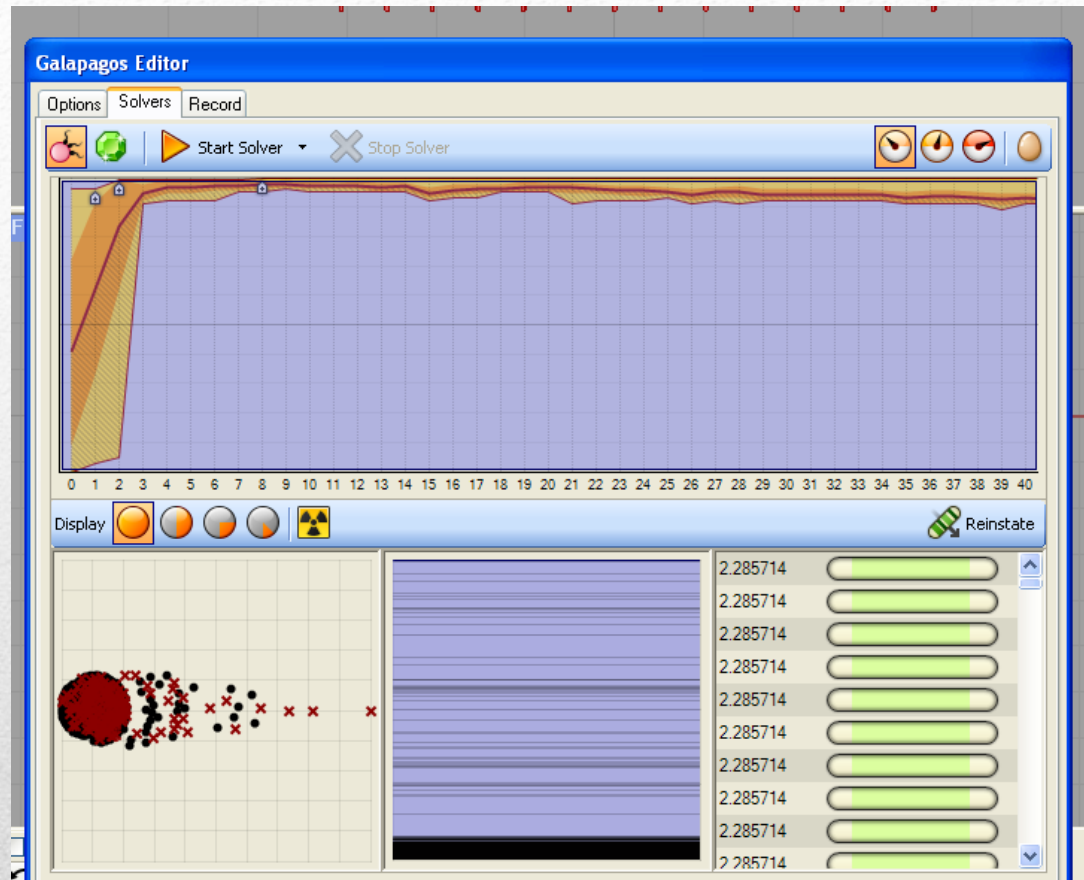 Galapagos Editor
Options Solvers Record
Start Solver Stop Solver
F
0 1 2 3 4 5 6 7 8 9 10 11 12 13 14 15 16 17 18 19 20 21 22 23 24 25 26 27 28 29 30 31 32 33 34 35 36 37 38 39 40
Display Reinstate
2.285714
2.285714
2.285714
2.285714
2.285714
2.285714
2.285714
2.285714
2.285714
2.285714